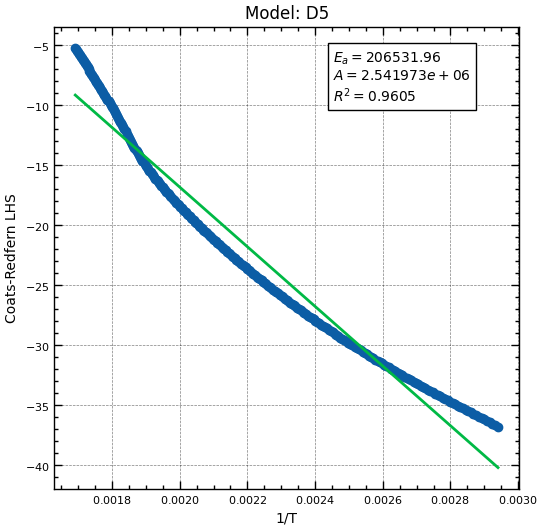 Model: D5
E_a = 206531.96
A = 2.541973e + 06
R^2 = 0.9605
−5
−10
−15
−20
−25
−30
−35
−40
Coats-Redfern LHS
0.0018 0.0020 0.0022 0.0024 0.0026 0.0028 0.0030
1/T